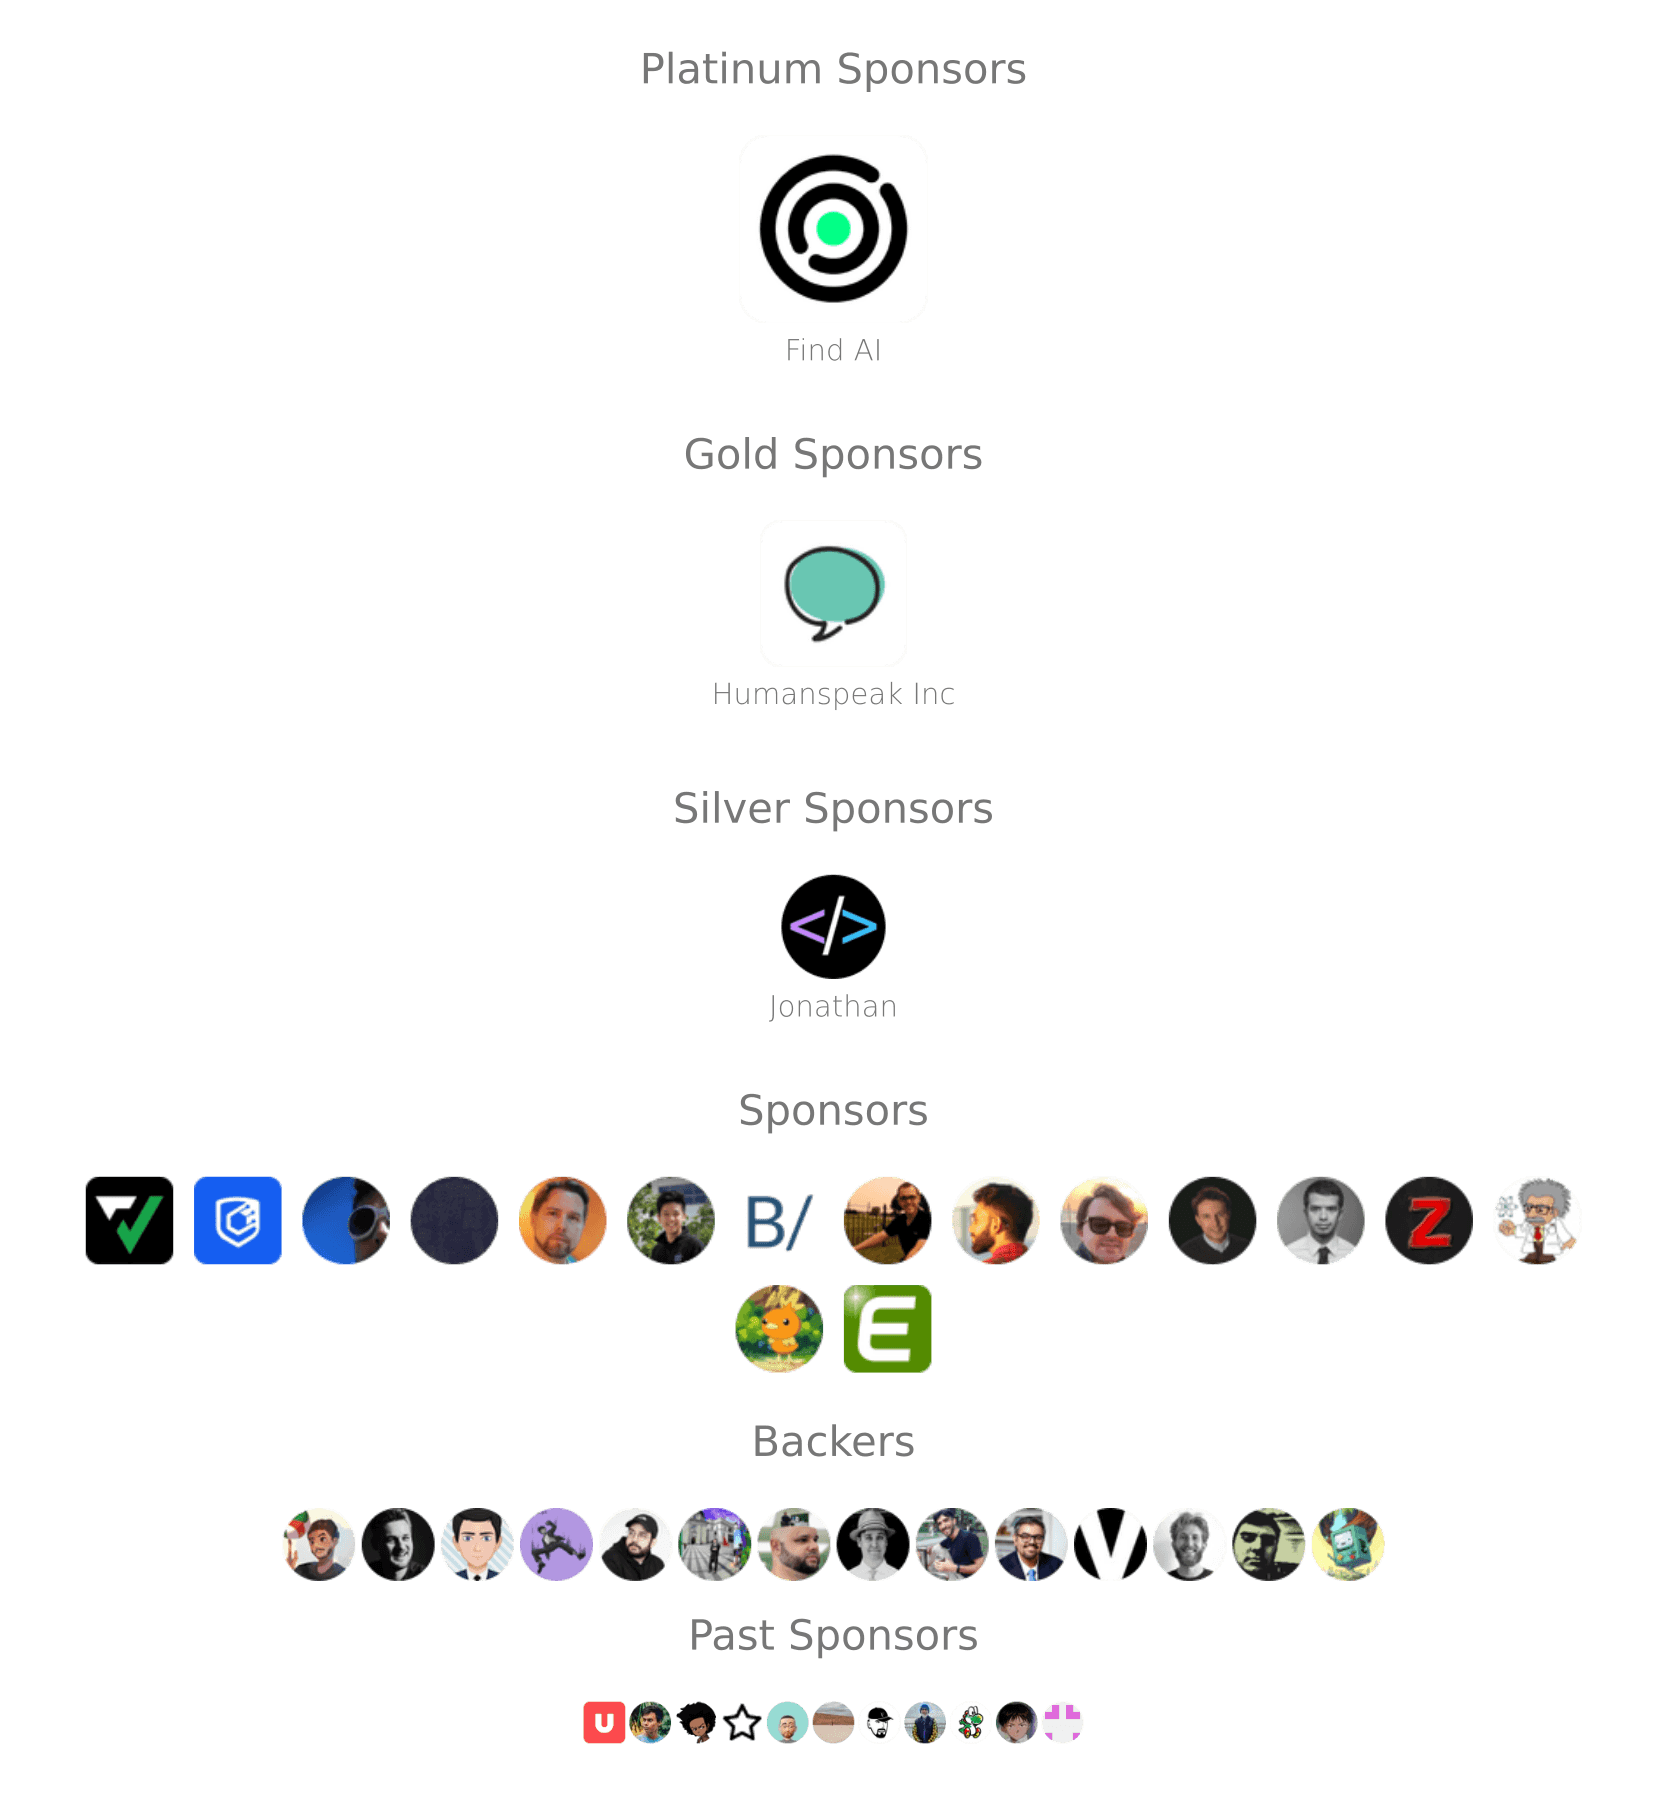 Platinum Sponsors
Find AI
Gold Sponsors
Humanspeak Inc
Silver Sponsors
</>
Jonathan
Sponsors
B/
Z
E
Backers
V
Past Sponsors
U